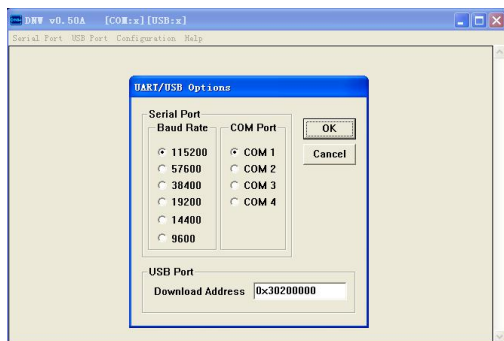 DNW v0.50A [COM:x][USB:x]
Serial Port USB Port Configuration Help
UART/USB Options
Serial Port
Baud Rate
COM Port
115200
57600
38400
19200
14400
9600
COM 1
COM 2
COM 3
COM 4
OK
Cancel
USB Port
Download Address 0x30200000